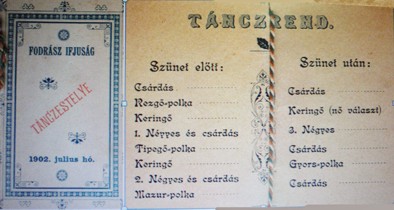 FODRÁSZ IFJUSÁG
TÁNCZESTÉLYE
1902. julius hó.
TÁNCZREND.
Szünet előtt:
Csárdás
Rezgő-polka
Keringő
1. Négyes és csárdás
Tipegő-polka
Keringő
2. Négyes és csárdás
Mazur-polka
Szünet után:
Csárdás
Keringő (nő választ)
3. Négyes
Csárdás
Gyors-polka
Csárdás